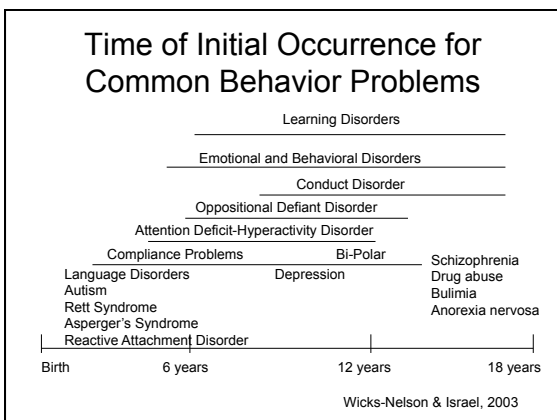 Time of Initial Occurrence for
Common Behavior Problems
Learning Disorders
Emotional and Behavioral Disorders
Conduct Disorder
Oppositional Defiant Disorder
Attention Deficit-Hyperactivity Disorder
Compliance Problems Bi-Polar
Language Disorders Depression
Autism
Rett Syndrome
Asperger's Syndrome
Reactive Attachment Disorder
Schizophrenia
Drug abuse
Bulimia
Anorexia nervosa
Birth 6 years 12 years 18 years
Wicks-Nelson & Israel, 2003